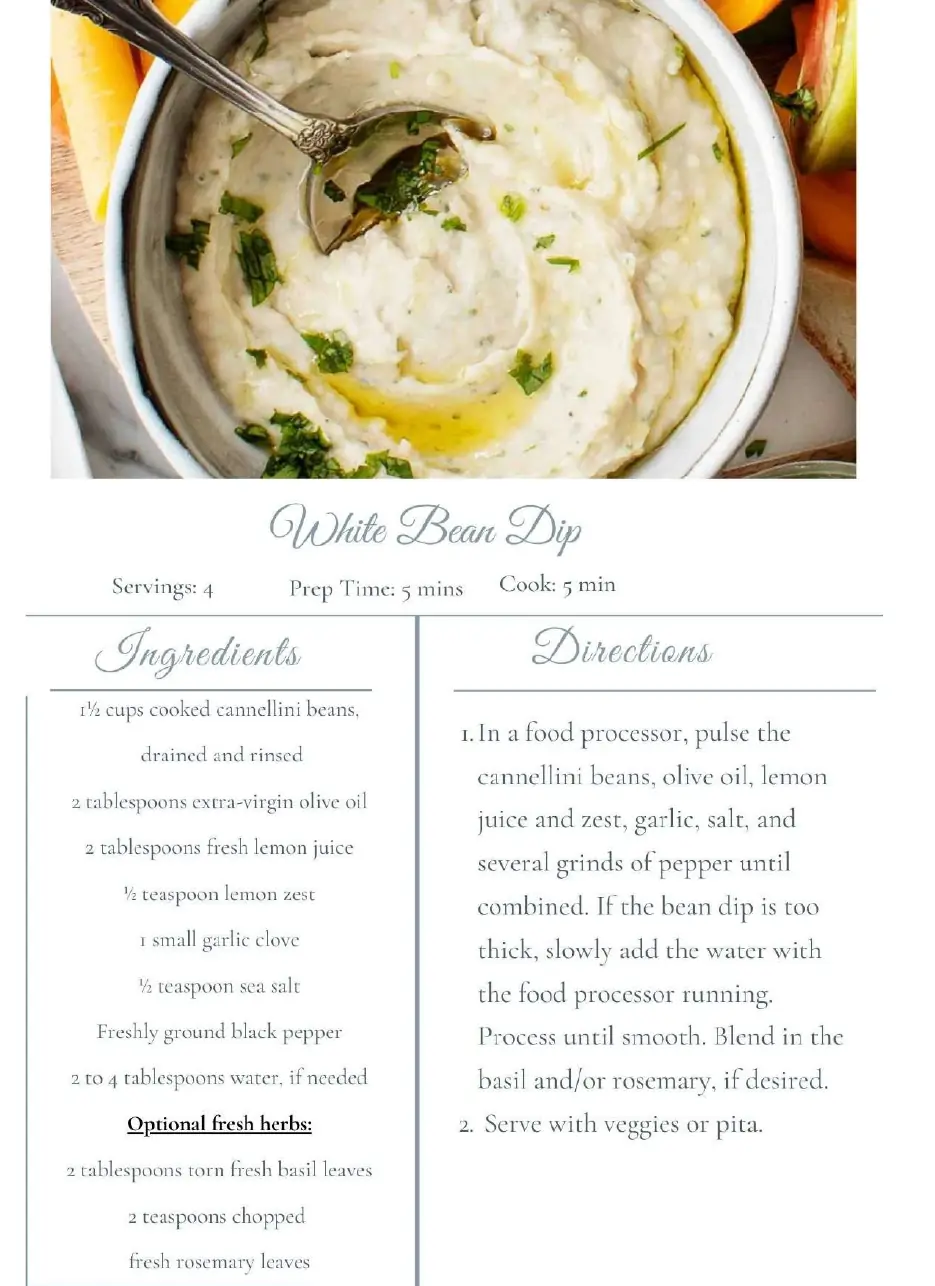 White Bean Dip
Servings: 4 Prep Time: 5 mins Cook: 5 min
Ingredients
1½ cups cooked cannellini beans,
drained and rinsed
2 tablespoons extra-virgin olive oil
2 tablespoons fresh lemon juice
½ teaspoon lemon zest
1 small garlic clove
½ teaspoon sea salt
Freshly ground black pepper
2 to 4 tablespoons water, if needed
Optional fresh herbs:
2 tablespoons torn fresh basil leaves
2 teaspoons chopped
fresh rosemary leaves
Directions
1. In a food processor, pulse the
cannellini beans, olive oil, lemon
juice and zest, garlic, salt, and
several grinds of pepper until
combined. If the bean dip is too
thick, slowly add the water with
the food processor running.
Process until smooth. Blend in the
basil and/or rosemary, if desired.
2. Serve with veggies or pita.